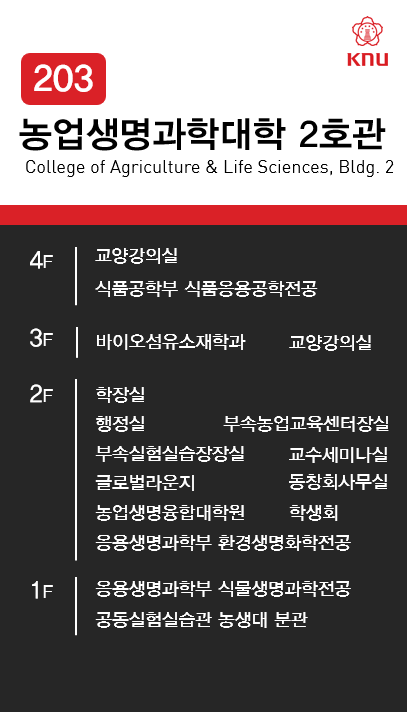 KNU
203
농업생명과학대학 2호관
College of Agriculture & Life Sciences, Bldg. 2
4F 교양강의실
식품공학부 식품응용공학전공
3F 바이오섬유소재학과 교양강의실
2F 학장실
행정실 부속농업교육센터장실
부속실험실습장장실 교수세미나실
글로벌라운지 동창회사무실
농업생명융합대학원 학생회
응용생명과학부 환경생명화학전공
1F 응용생명과학부 식물생명과학전공
공동실험실습관 농생대 분관